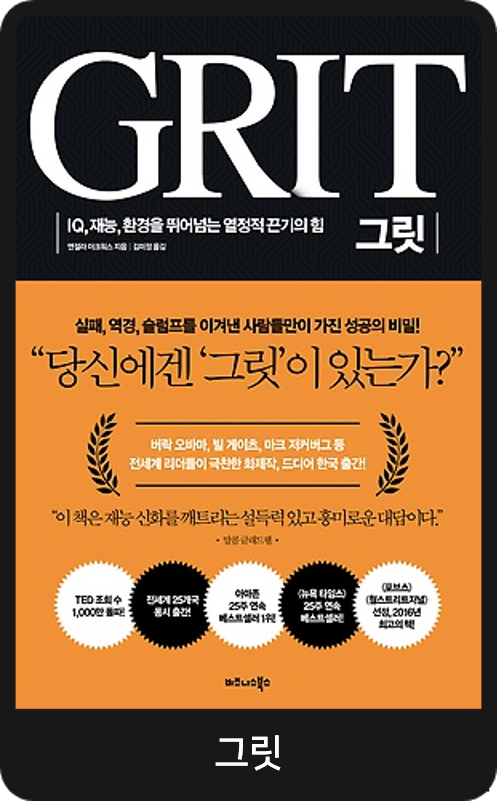 GRIT
IQ, 재능, 환경을 뛰어넘는 열정적 끈기의 힘
앤절라 더크워스 지음 | 김미정 옮김
그릿
실패, 역경, 슬럼프를 이겨낸 사람들만이 가진 성공의 비밀!
“당신에겐 ‘그릿’이 있는가?”
버락 오바마, 빌 게이츠, 마크 저커버그 등
전세계 리더들이 극찬한 화제작, 드디어 한국 출간!
“이 책은 재능 신화를 깨트리는 설득력 있고 흥미로운 대답이다.”
• 말콤 글래드웰 •
TED 조회 수
1,000만 돌파!
전세계 25개국
동시 출간!
아마존
25주 연속
베스트셀러 1위!
〈뉴욕 타임스〉
25주 연속
베스트셀러!
〈포브스〉
〈월스트리트저널〉
선정, 2016년
최고의 책!
비즈니스북스
그릿